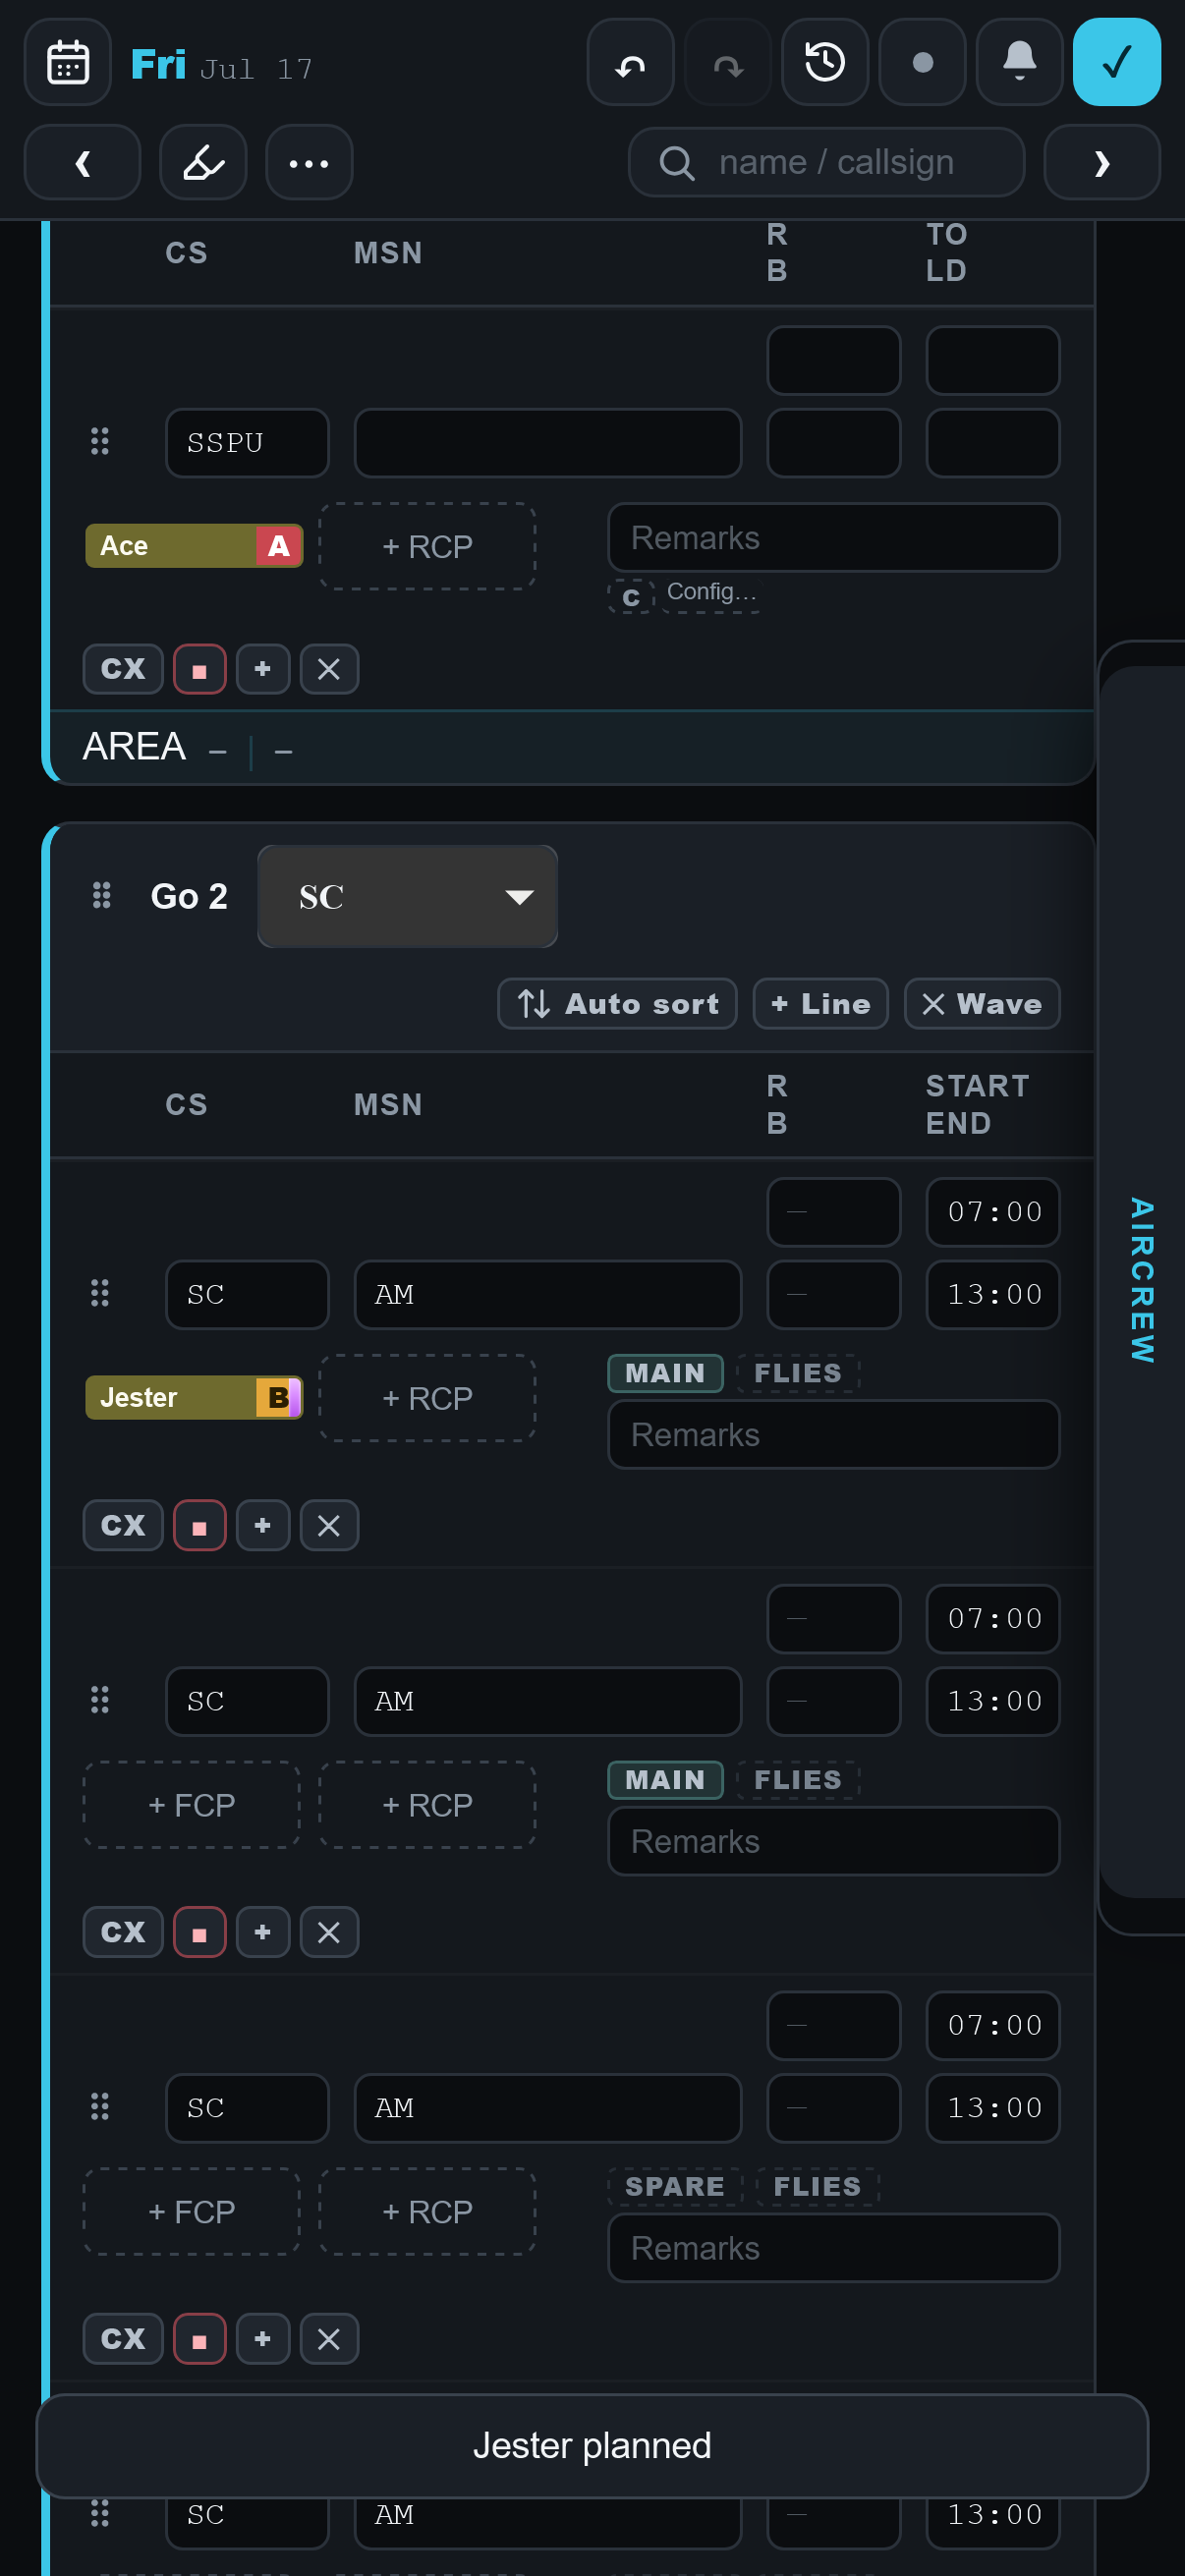 Fri Jul 17
name / callsign
CS MSN R TO
B LD
SSPU
Ace A + RCP Remarks
C Config...
CX + ×
AREA – | –
Go 2 SC
Auto sort + Line × Wave
CS MSN R START
B END
— 07:00
SC AM — 13:00
Jester B + RCP MAIN FLIES
Remarks
CX + ×
— 07:00
SC AM — 13:00
+ FCP + RCP MAIN FLIES
Remarks
CX + ×
— 07:00
SC AM — 13:00
+ FCP + RCP SPARE FLIES
Remarks
CX + ×
Jester planned
SC AM — 13:00
AIRCREW